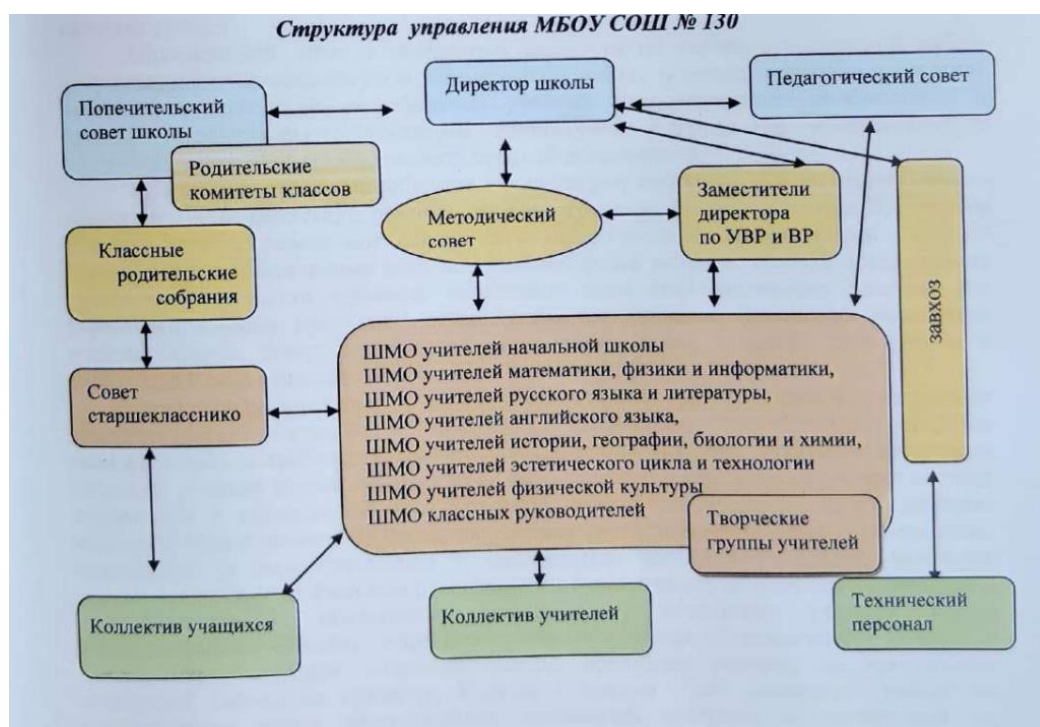 Структура управления МБОУ СОШ № 130
Попечительский
совет школы
Директор школы
Педагогический совет
Родительские
комитеты классов
Методический
совет
Заместители
директора
по УВР и ВР
Классные
родительские
собрания
завхоз
Совет
старшекласснико
ШМО учителей начальной школы
ШМО учителей математики, физики и информатики,
ШМО учителей русского языка и литературы,
ШМО учителей английского языка,
ШМО учителей истории, географии, биологии и химии,
ШМО учителей эстетического цикла и технологии
ШМО учителей физической культуры
ШМО классных руководителей
Творческие
группы учителей
Коллектив учащихся
Коллектив учителей
Технический
персонал